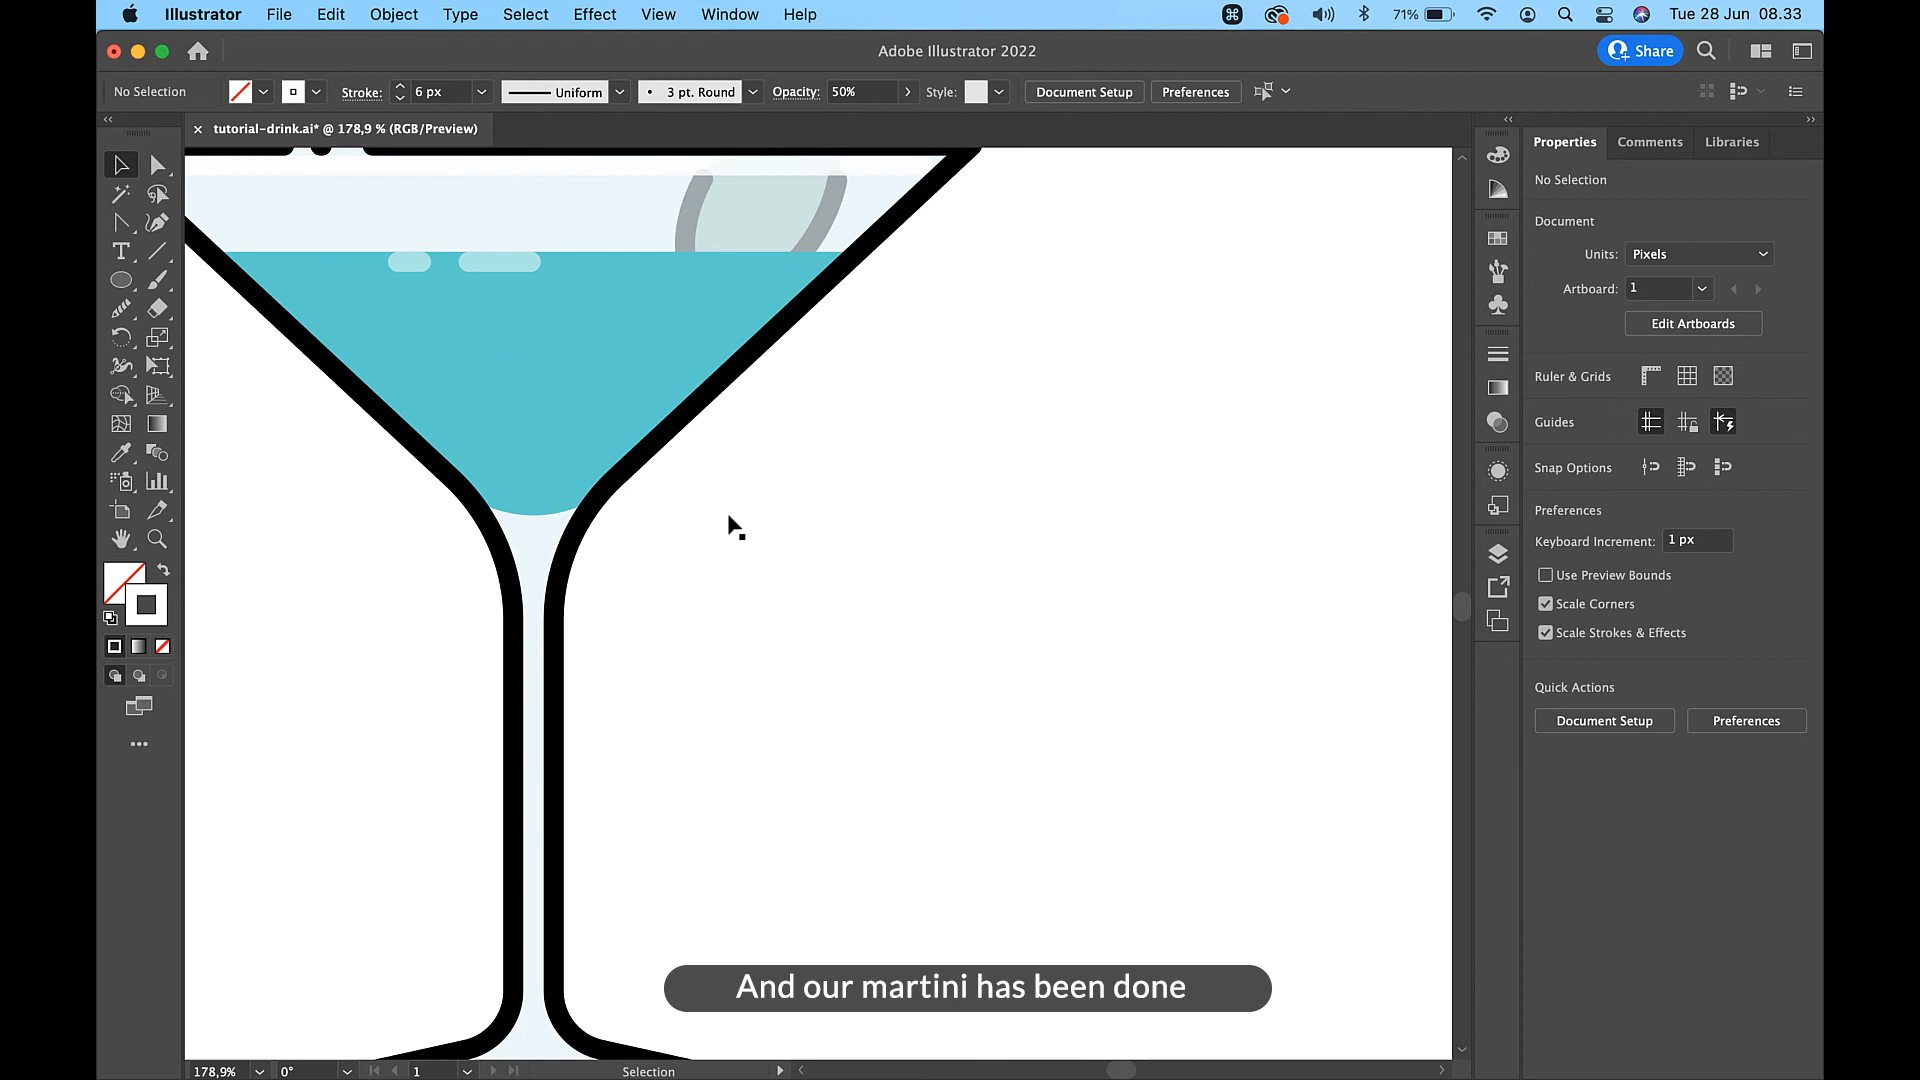 Illustrator File Edit Object Type Select Effect View Window Help 71% Tue 28 Jun 08.33
Adobe Illustrator 2022 Share
No Selection Stroke: 6 px Uniform 3 pt. Round Opacity: 50% Style: Document Setup Preferences
tutorial-drink.ai* @ 178,9 % (RGB/Preview)
Properties Comments Libraries
No Selection
Document
Units: Pixels
Artboard: 1
Edit Artboards
Ruler & Grids
Guides
Snap Options
Preferences
Keyboard Increment: 1 px
Use Preview Bounds
Scale Corners
Scale Strokes & Effects
Quick Actions
Document Setup Preferences
And our martini has been done
178,9% 0° 1 Selection